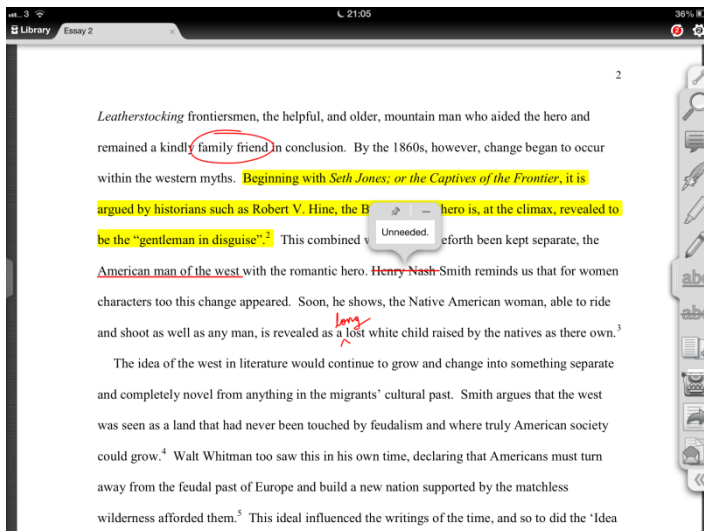 3 21:05 36%
Library Essay 2 x
2
Leatherstocking frontiersmen, the helpful, and older, mountain man who aided the hero and
remained a kindly family friend in conclusion. By the 1860s, however, change began to occur
within the western myths. Beginning with Seth Jones; or the Captives of the Frontier, it is
argued by historians such as Robert V. Hine, the B hero is, at the climax, revealed to
Unneeded.
be the “gentleman in disguise”.2 This combined eforth been kept separate, the
American man of the west with the romantic hero. Henry Nash Smith reminds us that for women
characters too this change appeared. Soon, he shows, the Native American woman, able to ride
long
and shoot as well as any man, is revealed as a lost white child raised by the natives as there own.3
The idea of the west in literature would continue to grow and change into something separate
and completely novel from anything in the migrants’ cultural past. Smith argues that the west
was seen as a land that had never been touched by feudalism and where truly American society
could grow.4 Walt Whitman too saw this in his own time, declaring that Americans must turn
away from the feudal past of Europe and build a new nation supported by the matchless
wilderness afforded them.5 This ideal influenced the writings of the time, and so to did the ‘Idea
abc
abc